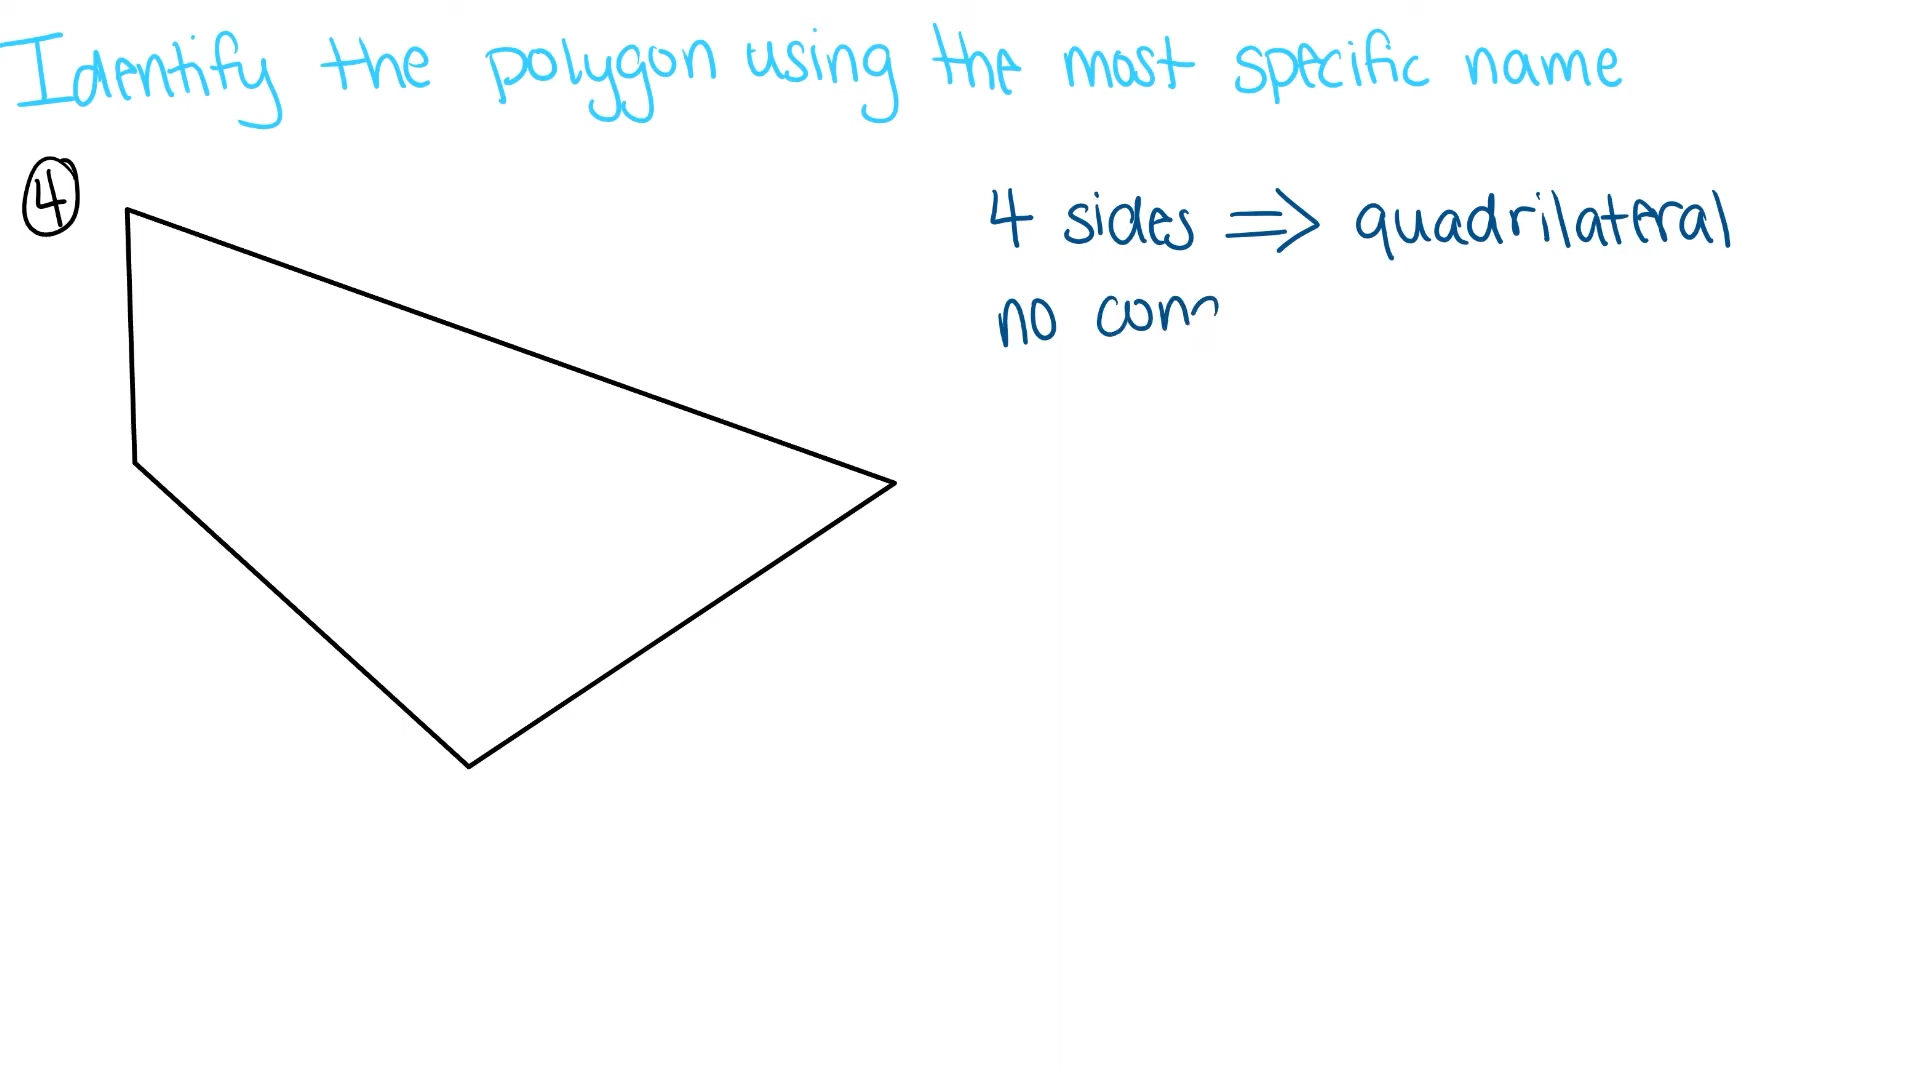 Identify the polygon using the most specific name
4
4 sides ⇒ quadrilateral
no con